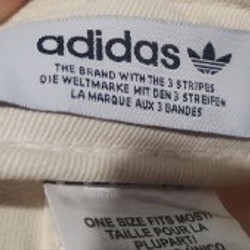 adidas
THE BRAND WITH THE 3 STRIPES
DIE WELTMARKE MIT DEN 3 STREIFEN
LA MARQUE AUX 3 BANDES
ONE SIZE FITS MOST
TAILLE POUR LA
PLUPART